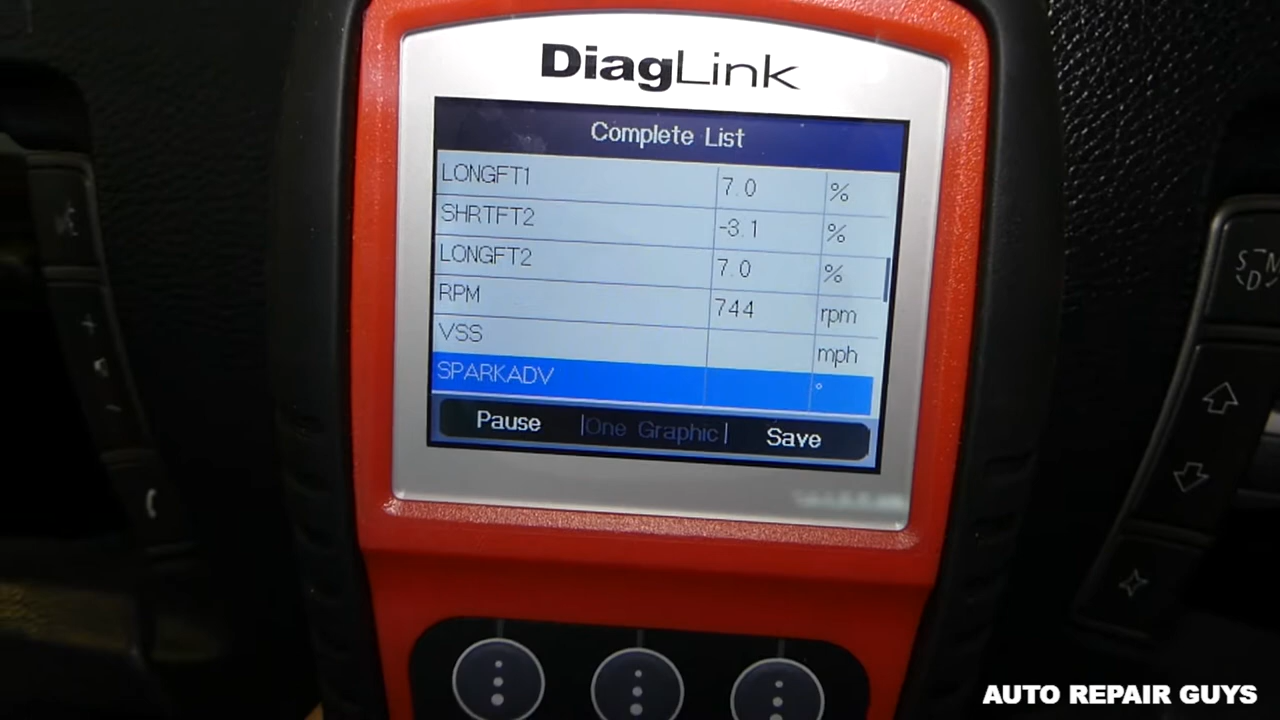 DiagLink
Complete List
LONGFT1 7.0 %
SHRTFT2 -3.1 %
LONGFT2 7.0 %
RPM 744 rpm
VSS mph
SPARKADV °
Pause |One Graphic| Save
AUTO REPAIR GUYS